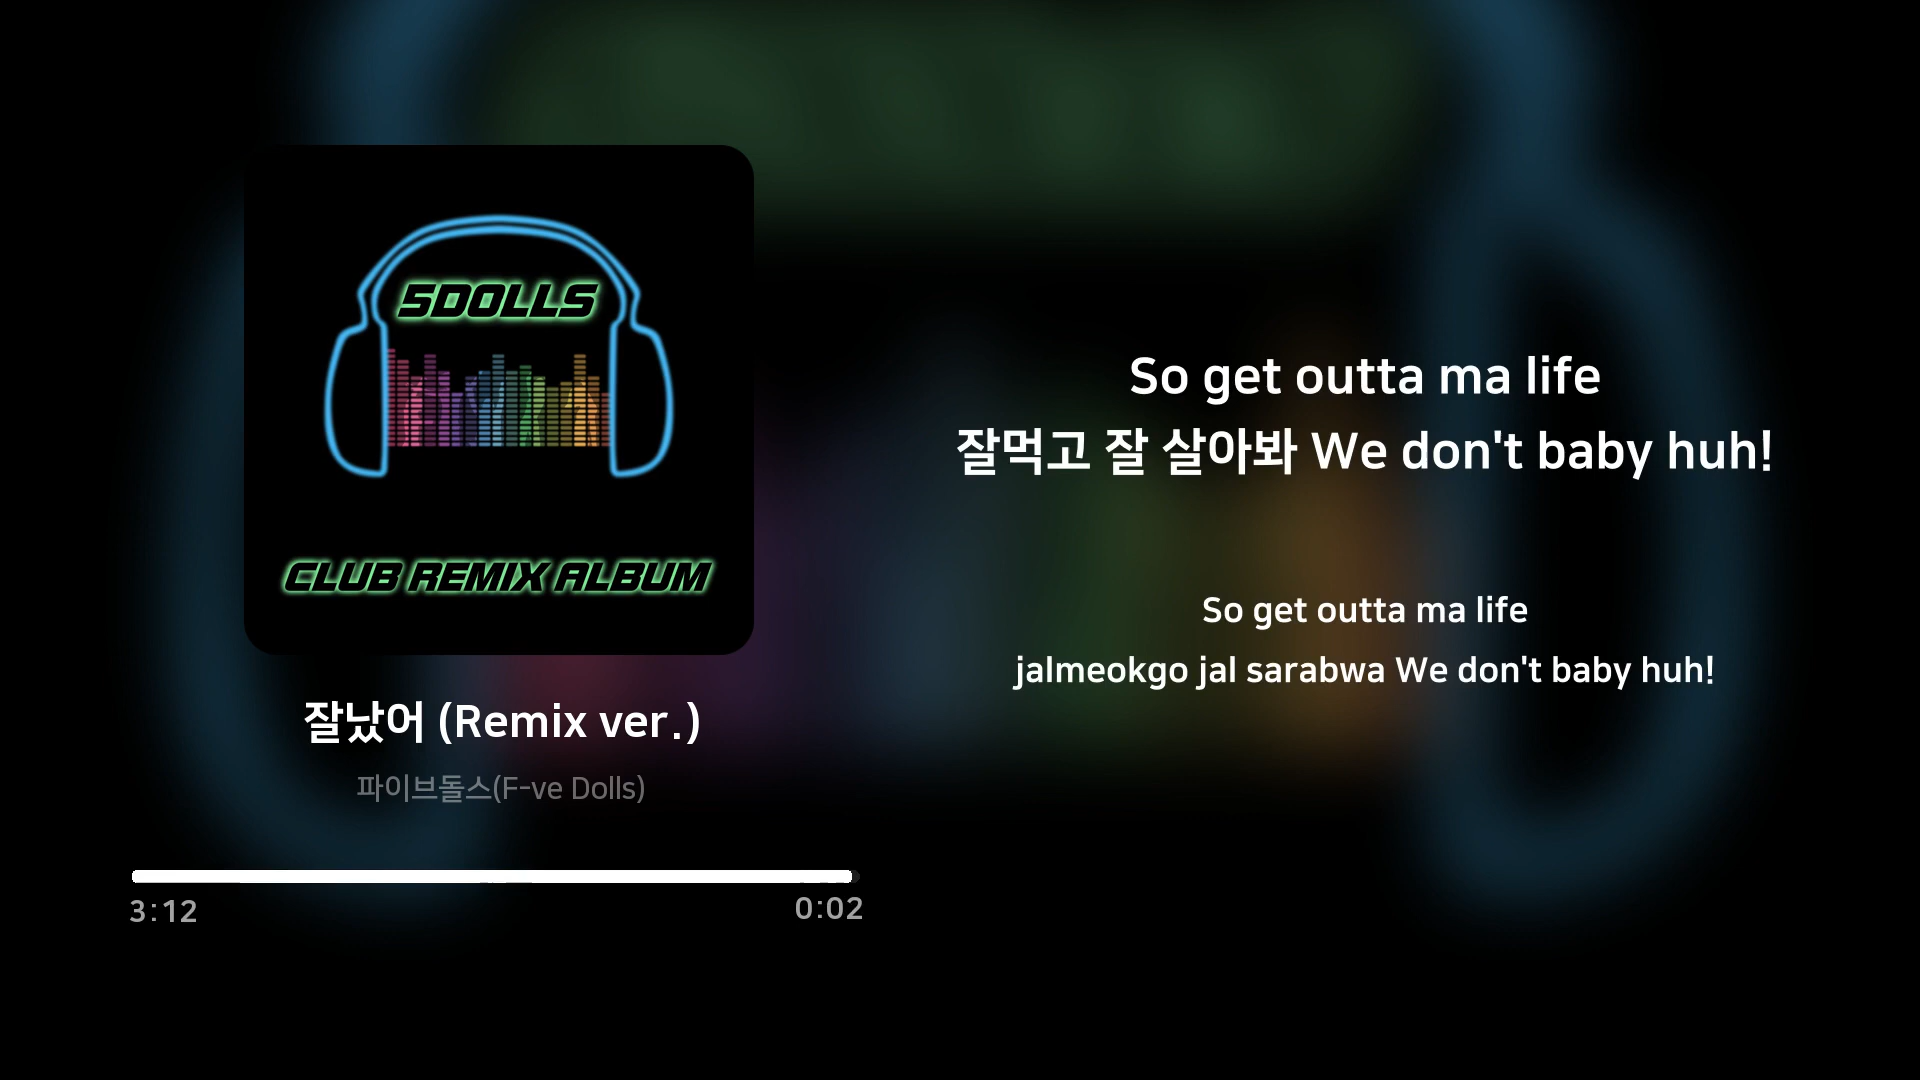 5DOLLS
CLUB REMIX ALBUM
잘났어 (Remix ver.)
파이브돌스(F-ve Dolls)
3:12
0:02
So get outta ma life
잘먹고 잘 살아봐 We don't baby huh!
So get outta ma life
jalmeokgo jal sarabwa We don't baby huh!